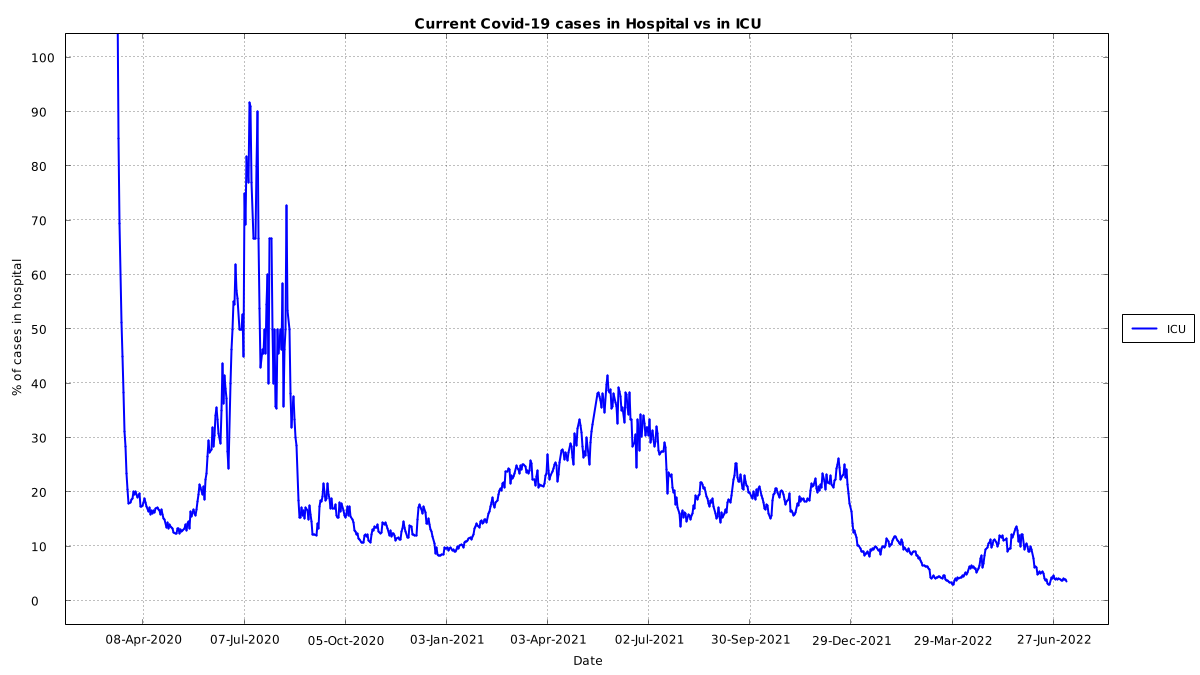 Current Covid-19 cases in Hospital vs in ICU
100
90
80
70
60
50
40
30
20
10
0
% of cases in hospital
08-Apr-2020 07-Jul-2020 05-Oct-2020 03-Jan-2021 03-Apr-2021 02-Jul-2021 30-Sep-2021 29-Dec-2021 29-Mar-2022 27-Jun-2022
Date
ICU